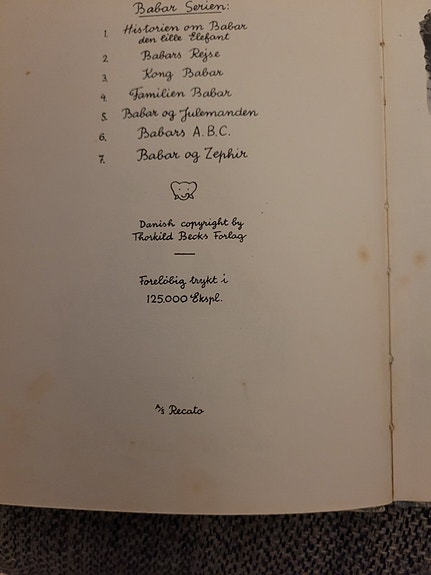 Babar Serien:
1. Historien om Babar
den lille Elefant
2. Babars Rejse
3. Kong Babar
4. Familien Babar
5. Babar og Julemanden
6. Babars A.B.C.
7. Babar og Zephir
Danish copyright by
Thorkild Becks Forlag
Foreløbig trykt i
125.000 Ekspl.
A/S Recato